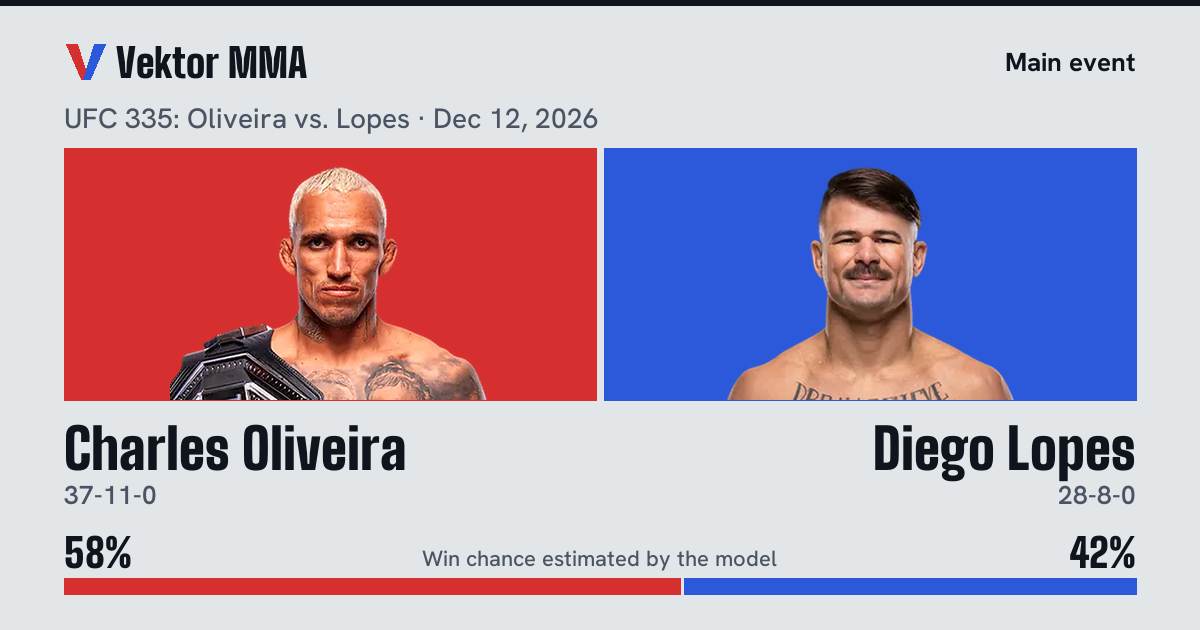 Vektor MMA
Main event
UFC 335: Oliveira vs. Lopes · Dec 12, 2026
Charles Oliveira
Diego Lopes
37-11-0
28-8-0
58%
Win chance estimated by the model
42%